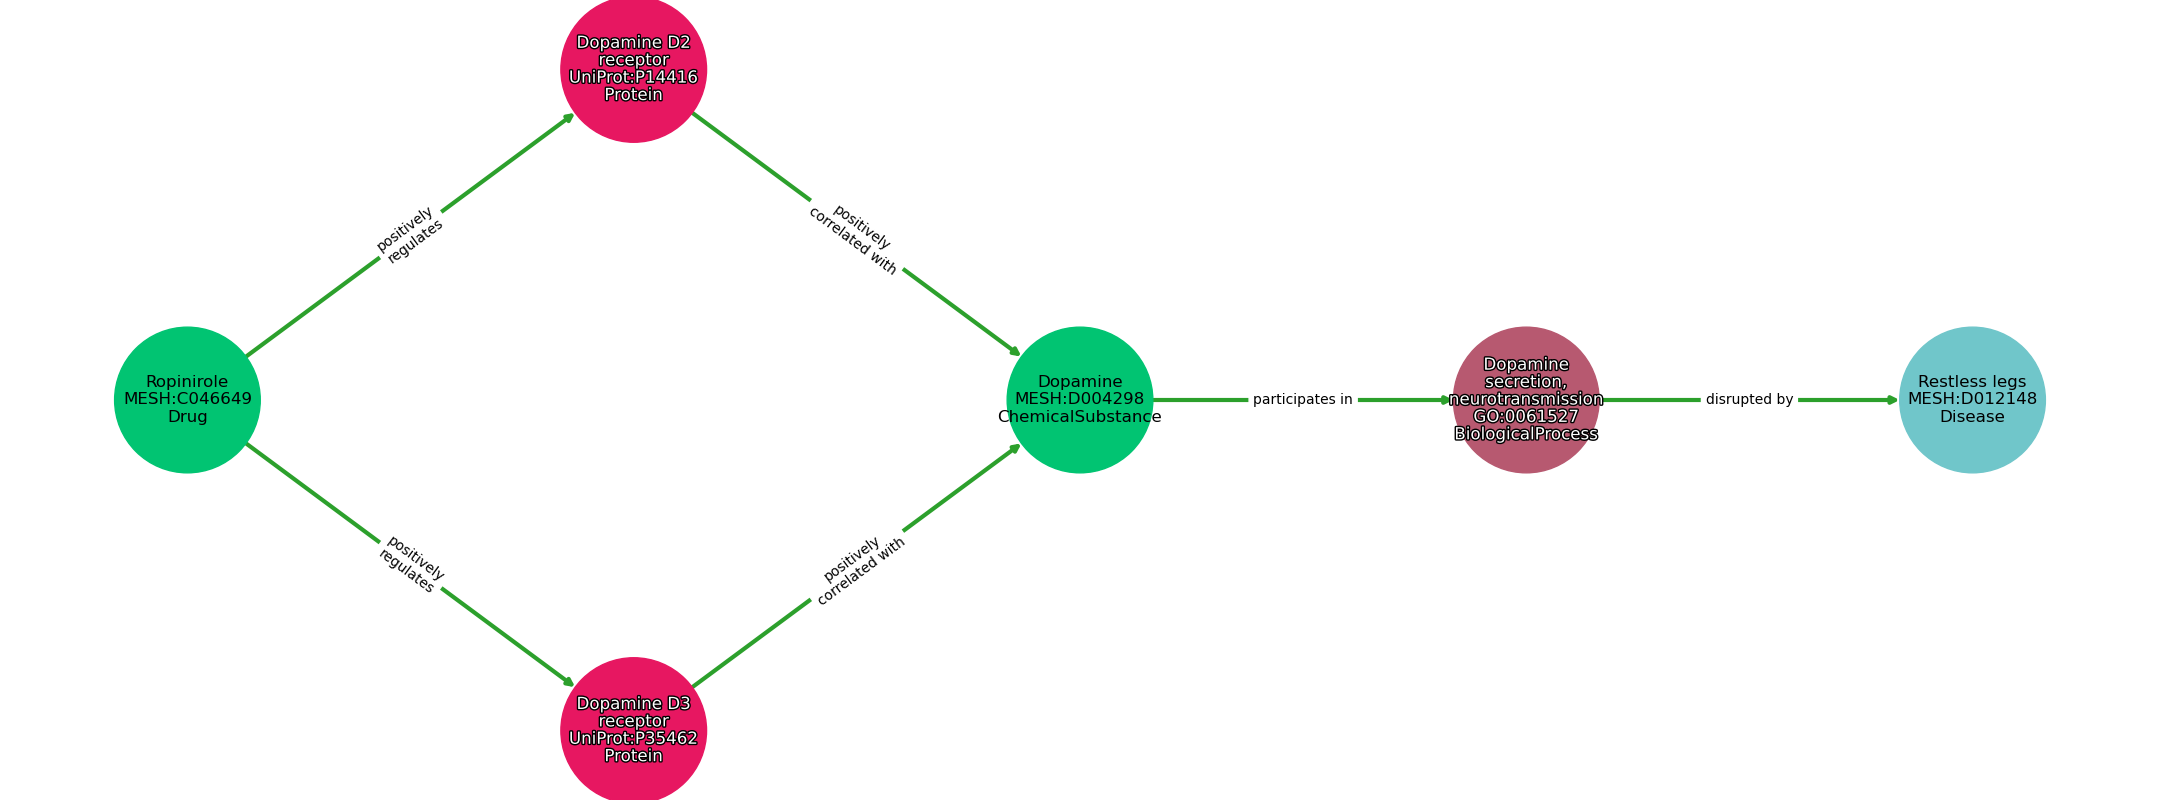 Dopamine D2
receptor
UniProt:P14416
Protein
positively
regulates
positively
correlated with
Ropinirole
MESH:C046649
Drug
Dopamine
MESH:D004298
ChemicalSubstance
participates in
Dopamine
secretion,
neurotransmission
GO:0061527
BiologicalProcess
disrupted by
Restless legs
MESH:D012148
Disease
positively
regulates
positively
correlated with
Dopamine D3
receptor
UniProt:P35462
Protein